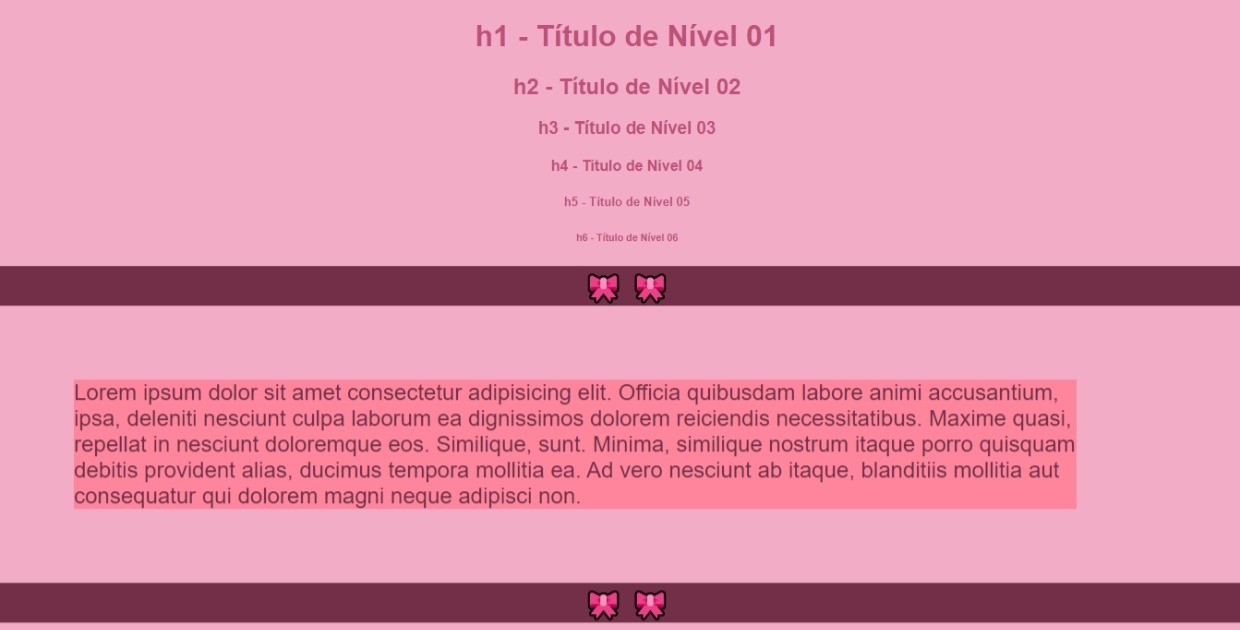 h1 - Título de Nível 01
h2 - Título de Nível 02
h3 - Título de Nível 03
h4 - Título de Nível 04
h5 - Título de Nível 05
h6 - Título de Nível 06
Lorem ipsum dolor sit amet consectetur adipisicing elit. Officia quibusdam labore animi accusantium,
ipsa, deleniti nesciunt culpa laborum ea dignissimos dolorem reiciendis necessitatibus. Maxime quasi,
repellat in nesciunt doloremque eos. Similique, sunt. Minima, similique nostrum itaque porro quisquam
debitis provident alias, ducimus tempora mollitia ea. Ad vero nesciunt ab itaque, blanditiis mollitia aut
consequatur qui dolorem magni neque adipisci non.